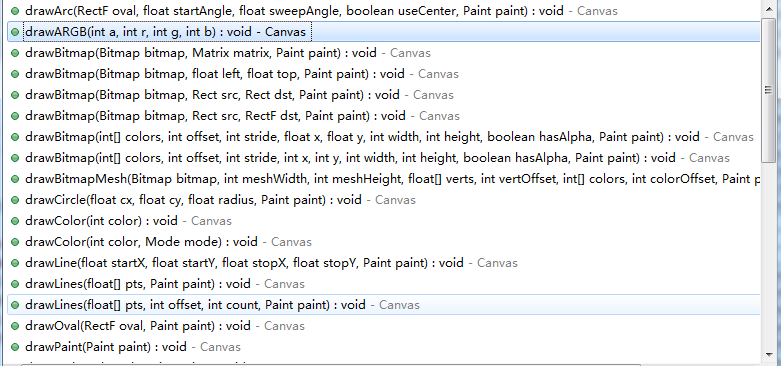 drawArc(RectF oval, float startAngle, float sweepAngle, boolean useCenter, Paint paint) : void - Canvas
drawARGB(int a, int r, int g, int b) : void - Canvas
drawBitmap(Bitmap bitmap, Matrix matrix, Paint paint) : void - Canvas
drawBitmap(Bitmap bitmap, float left, float top, Paint paint) : void - Canvas
drawBitmap(Bitmap bitmap, Rect src, Rect dst, Paint paint) : void - Canvas
drawBitmap(Bitmap bitmap, Rect src, RectF dst, Paint paint) : void - Canvas
drawBitmap(int[] colors, int offset, int stride, float x, float y, int width, int height, boolean hasAlpha, Paint paint) : void - Canvas
drawBitmap(int[] colors, int offset, int stride, int x, int y, int width, int height, boolean hasAlpha, Paint paint) : void - Canvas
drawBitmapMesh(Bitmap bitmap, int meshWidth, int meshHeight, float[] verts, int vertOffset, int[] colors, int colorOffset, Paint p
drawCircle(float cx, float cy, float radius, Paint paint) : void - Canvas
drawColor(int color) : void - Canvas
drawColor(int color, Mode mode) : void - Canvas
drawLine(float startX, float startY, float stopX, float stopY, Paint paint) : void - Canvas
drawLines(float[] pts, Paint paint) : void - Canvas
drawLines(float[] pts, int offset, int count, Paint paint) : void - Canvas
drawOval(RectF oval, Paint paint) : void - Canvas
drawPaint(Paint paint) : void - Canvas